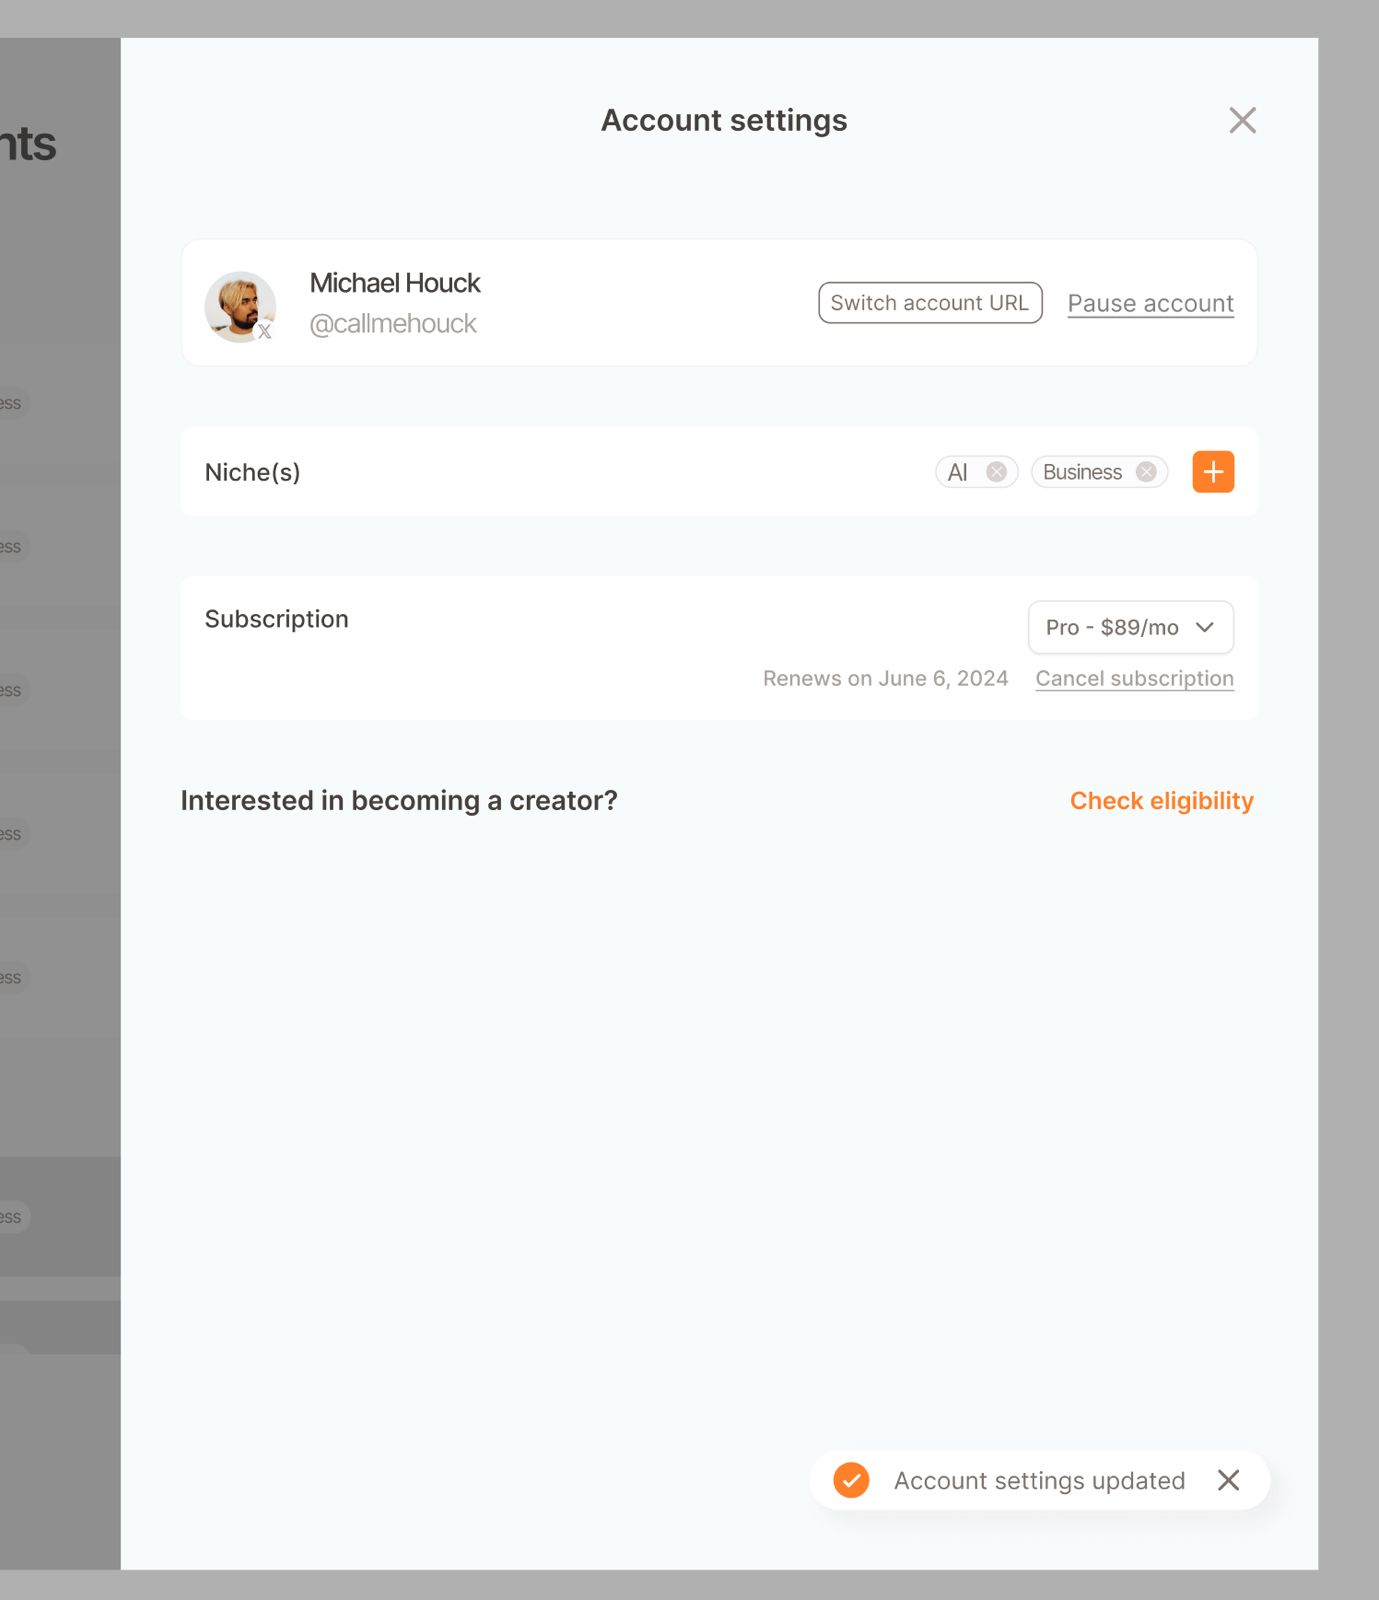 nts
Account settings
Michael Houck
@callmehouck
Switch account URL
Pause account
ess
Niche(s)
AI
Business
ess
Subscription
Pro - $89/mo
Renews on June 6, 2024
Cancel subscription
ess
Interested in becoming a creator?
Check eligibility
ess
ess
ess
Account settings updated